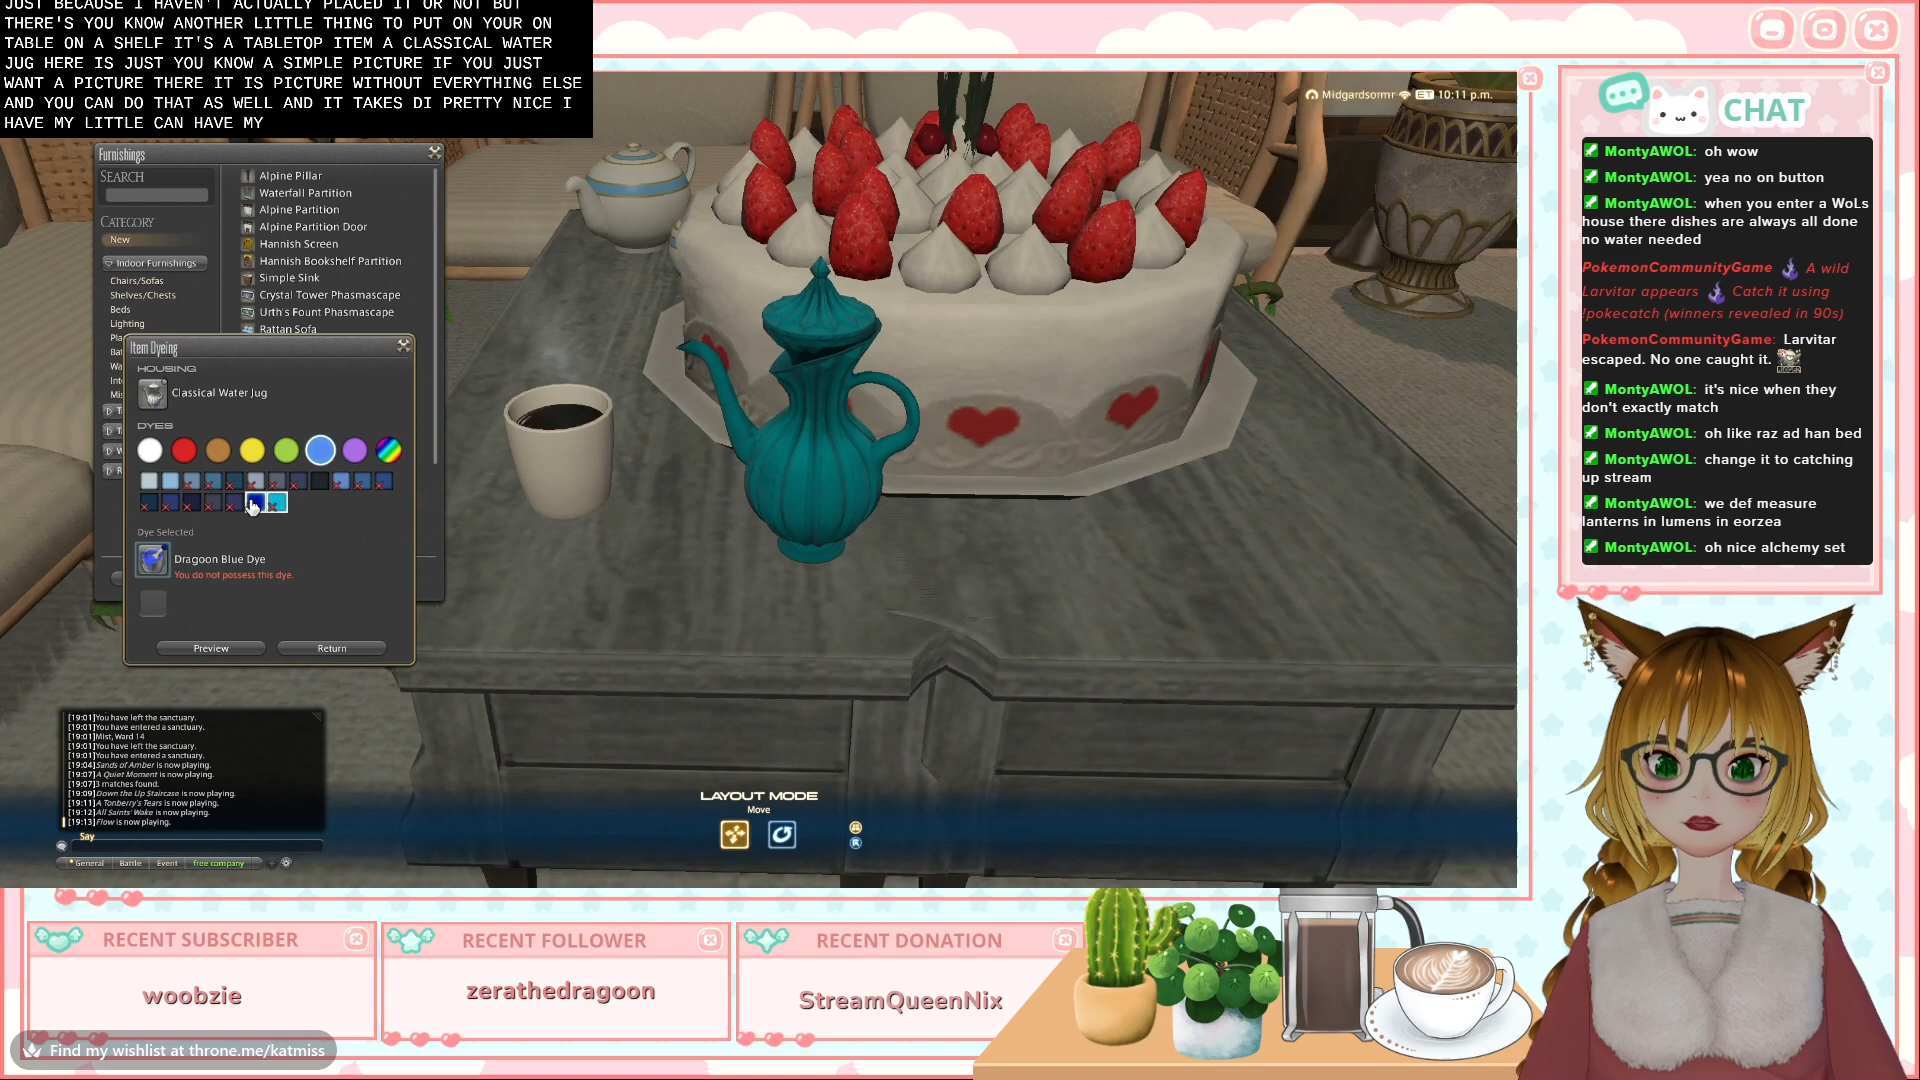 JUST BECAUSE I HAVEN'T ACTUALLY PLACED IT OR NOT BUT
THERE'S YOU KNOW ANOTHER LITTLE THING TO PUT ON YOUR ON
TABLE ON A SHELF IT'S A TABLETOP ITEM A CLASSICAL WATER
JUG HERE IS JUST YOU KNOW A SIMPLE PICTURE IF YOU JUST
WANT A PICTURE THERE IT IS PICTURE WITHOUT EVERYTHING ELSE
AND YOU CAN DO THAT AS WELL AND IT TAKES DI PRETTY NICE I
HAVE MY LITTLE CAN HAVE MY
Midgardsormr ET 10:11 p.m.
Furnishings
SEARCH
CATEGORY
New
Indoor Furnishings
Chairs/Sofas
Shelves/Chests
Beds
Lighting
Alpine Pillar
Waterfall Partition
Alpine Partition
Alpine Partition Door
Hannish Screen
Hannish Bookshelf Partition
Simple Sink
Crystal Tower Phasmascape
Urth's Fount Phasmascape
Rattan Sofa
Item Dyeing
HOUSING
Classical Water Jug
DYES
Dye Selected
Dragoon Blue Dye
You do not possess this dye.
Preview
Return
[19:01]You have left the sanctuary.
[19:01]You have entered a sanctuary.
[19:01]Mist, Ward 14
[19:01]You have left the sanctuary.
[19:01]You have entered a sanctuary.
[19:04]Sands of Amber is now playing.
[19:07]A Quiet Moment is now playing.
[19:07]3 matches found.
[19:09]Down the Up Staircase is now playing.
[19:11]A Tonberry's Tears is now playing.
[19:12]All Saints' Wake is now playing.
[19:13]Flow is now playing.
Say
General Battle Event free company
LAYOUT MODE
Move
CHAT
MontyAWOL: oh wow
MontyAWOL: yea no on button
MontyAWOL: when you enter a WoLs
house there dishes are always all done
no water needed
PokemonCommunityGame A wild
Larvitar appears Catch it using
!pokecatch (winners revealed in 90s)
PokemonCommunityGame: Larvitar
escaped. No one caught it.
MontyAWOL: it's nice when they
don't exactly match
MontyAWOL: oh like raz ad han bed
MontyAWOL: change it to catching
up stream
MontyAWOL: we def measure
lanterns in lumens in eorzea
MontyAWOL: oh nice alchemy set
RECENT SUBSCRIBER
woobzie
RECENT FOLLOWER
zerathedragoon
RECENT DONATION
StreamQueenNix
Find my wishlist at throne.me/katmiss